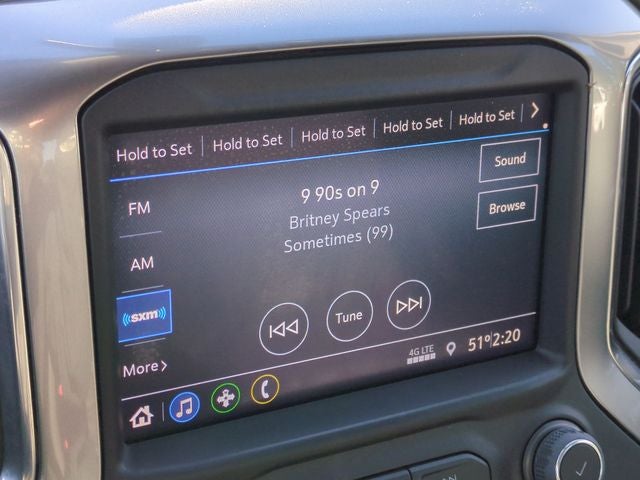 Hold to Set Hold to Set Hold to Set Hold to Set Hold to Set >
FM
9 90s on 9
Sound
Britney Spears
Browse
Sometimes (99)
AM
sxm
Tune
More >
4G LTE
51° 2:20